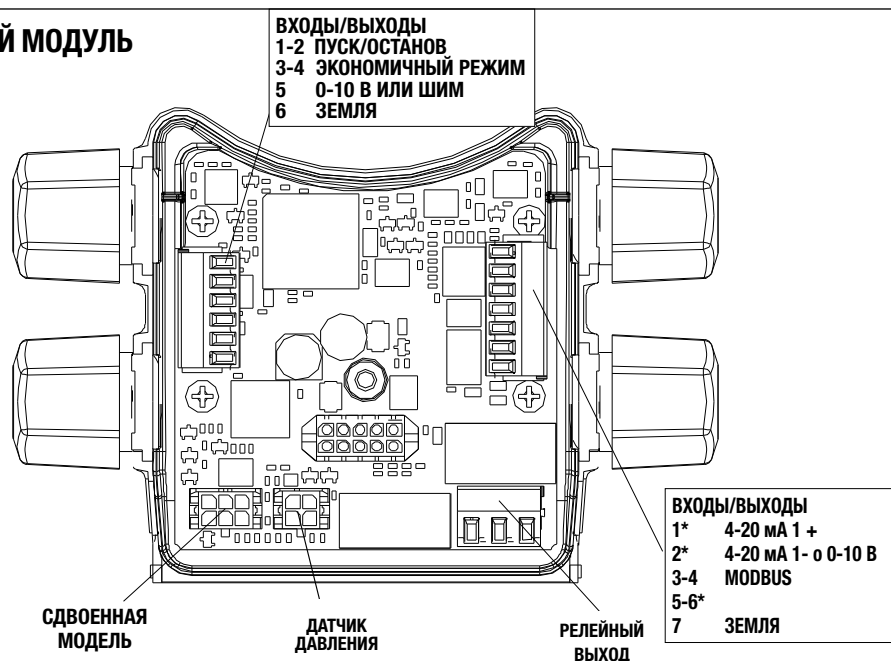 Й МОДУЛЬ
ВХОДЫ/ВЫХОДЫ
1-2 ПУСК/ОСТАНОВ
3-4 ЭКОНОМИЧНЫЙ РЕЖИМ
5 0-10 В ИЛИ ШИМ
6 ЗЕМЛЯ
ВХОДЫ/ВЫХОДЫ
1* 4-20 мА 1 +
2* 4-20 мА 1- o 0-10 В
3-4 MODBUS
5-6*
7 ЗЕМЛЯ
СДВОЕННАЯ
МОДЕЛЬ
ДАТЧИК
ДАВЛЕНИЯ
РЕЛЕЙНЫЙ
ВЫХОД